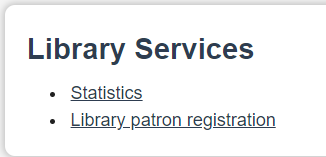 Library Services
Statistics
Library patron registration